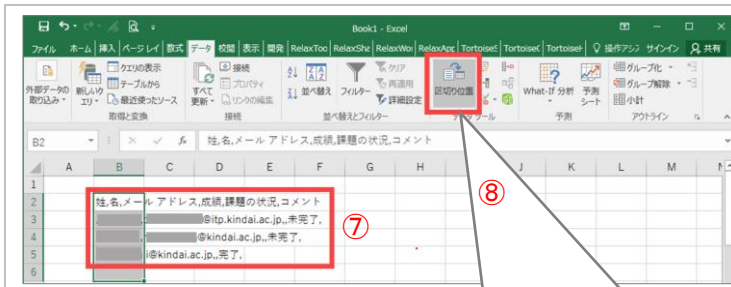 Book1 - Excel
ファイル ホーム 挿入 ページ レイ 数式 データ 校閲 表示 開発 RelaxToo RelaxShe RelaxWor RelaxApp TortoiseS TortoiseC TortoiseH 操作アシス サインイン 共有
外部データの取り込み
新しいクエリ
クエリの表示
テーブルから
最近使ったソース
取得と変換
すべて更新
接続
プロパティ
リンクの編集
接続
並べ替え
フィルター
クリア
再適用
詳細設定
並べ替えとフィルター
区切り位置
What-If 分析
予測シート
予測
グループ化
グループ解除
小計
アウトライン
B2
fx
姓,名,メール アドレス,成績,課題の状況,コメント
A B C D E F G H J K L M
1
2 姓,名,メール アドレス,成績,課題の状況,コメント
3 @itp.kindai.ac.jp,,未完了,
4 @kindai.ac.jp,,未完了,
5 i@kindai.ac.jp,,完了,
6
⑦
⑧